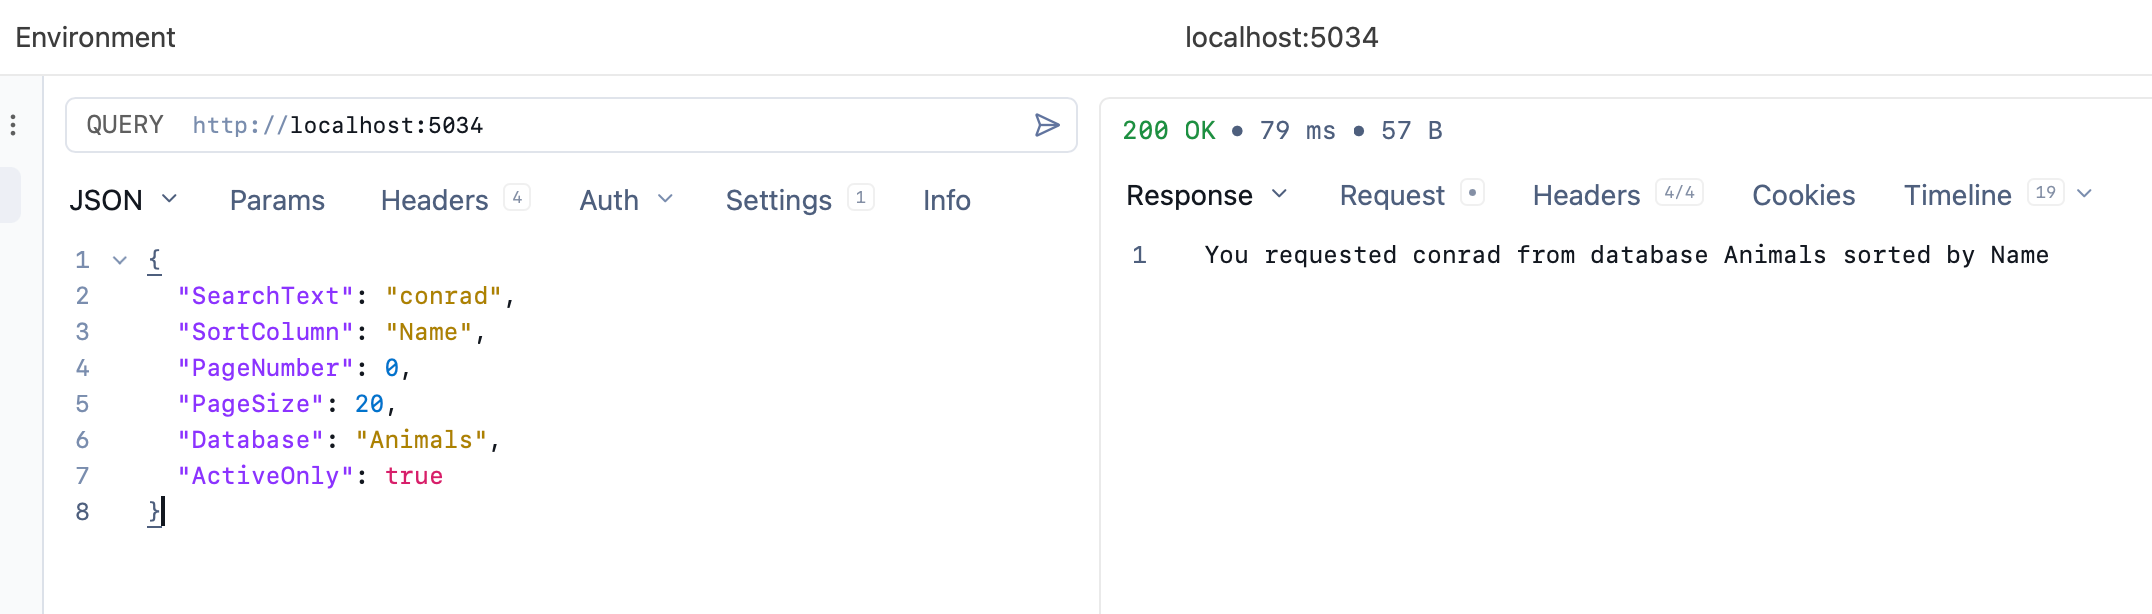 Environment
localhost:5034
QUERY http://localhost:5034
JSON Params Headers 4 Auth Settings 1 Info
1 {
2 "SearchText": "conrad",
3 "SortColumn": "Name",
4 "PageNumber": 0,
5 "PageSize": 20,
6 "Database": "Animals",
7 "ActiveOnly": true
8 }
200 OK • 79 ms • 57 B
Response Request • Headers 4/4 Cookies Timeline 19
1 You requested conrad from database Animals sorted by Name